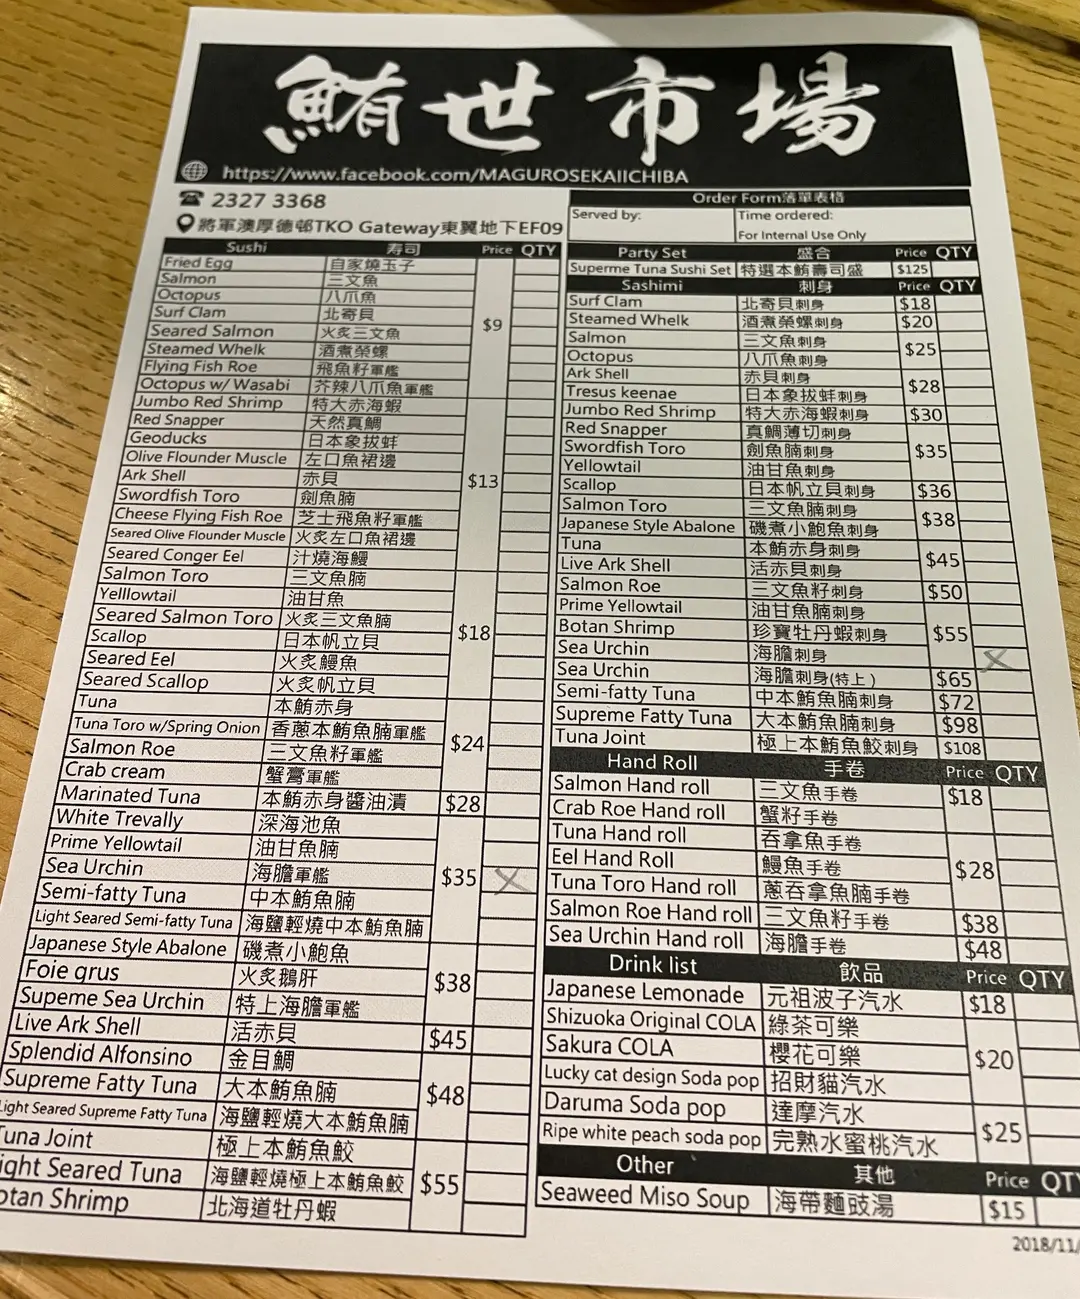 鮪世市場
https://www.facebook.com/MAGUROSEKAIICHIBA
2327 3368
將軍澳厚德邨TKO Gateway東翼地下EF09
Sushi 寿司 Price QTY
Fried Egg 自家燒玉子
Salmon 三文魚
Octopus 八爪魚
Surf Clam 北寄貝
Seared Salmon 火炙三文魚 $9
Steamed Whelk 酒煮榮螺
Flying Fish Roe 飛魚籽軍艦
Octopus w/ Wasabi 芥辣八爪魚軍艦
Jumbo Red Shrimp 特大赤海蝦
Red Snapper 天然真鯛
Geoducks 日本象拔蚌
Olive Flounder Muscle 左口魚裙邊
Ark Shell 赤貝 $13
Swordfish Toro 劍魚腩
Cheese Flying Fish Roe 芝士飛魚籽軍艦
Seared Olive Flounder Muscle 火炙左口魚裙邊
Seared Conger Eel 汁燒海鰻
Salmon Toro 三文魚腩
Yelllowtail 油甘魚
Seared Salmon Toro 火炙三文魚腩
Scallop 日本帆立貝 $18
Seared Eel 火炙鰻魚
Seared Scallop 火炙帆立貝
Tuna 本鮪赤身
Tuna Toro w/Spring Onion 香蔥本鮪魚腩軍艦
Salmon Roe 三文魚籽軍艦 $24
Crab cream 蟹膏軍艦
Marinated Tuna 本鮪赤身醬油漬 $28
White Trevally 深海池魚
Prime Yellowtail 油甘魚腩
Sea Urchin 海膽軍艦 $35 X
Semi-fatty Tuna 中本鮪魚腩
Light Seared Semi-fatty Tuna 海鹽輕燒中本鮪魚腩
Japanese Style Abalone 磯煮小鮑魚
Foie grus 火炙鵝肝 $38
Supeme Sea Urchin 特上海膽軍艦
Live Ark Shell 活赤貝 $45
Splendid Alfonsino 金目鯛
Supreme Fatty Tuna 大本鮪魚腩 $48
Light Seared Supreme Fatty Tuna 海鹽輕燒大本鮪魚腩
Tuna Joint 極上本鮪魚鮫
ight Seared Tuna 海鹽輕燒極上本鮪魚鮫 $55
otan Shrimp 北海道牡丹蝦
Order Form落單表格
Served by: Time ordered:
For Internal Use Only
Party Set 盛合 Price QTY
Superme Tuna Sushi Set 特選本鮪壽司盛 $125
Sashimi 刺身 Price QTY
Surf Clam 北寄貝刺身 $18
Steamed Whelk 酒煮榮螺刺身 $20
Salmon 三文魚刺身 $25
Octopus 八爪魚刺身
Ark Shell 赤貝刺身 $28
Tresus keenae 日本象拔蚌刺身
Jumbo Red Shrimp 特大赤海蝦刺身 $30
Red Snapper 真鯛薄切刺身
Swordfish Toro 劍魚腩刺身 $35
Yellowtail 油甘魚刺身
Scallop 日本帆立貝刺身 $36
Salmon Toro 三文魚腩刺身 $38
Japanese Style Abalone 磯煮小鮑魚刺身
Tuna 本鮪赤身刺身 $45
Live Ark Shell 活赤貝刺身
Salmon Roe 三文魚籽刺身 $50
Prime Yellowtail 油甘魚腩刺身
Botan Shrimp 珍寶牡丹蝦刺身 $55
Sea Urchin 海膽刺身 X
Sea Urchin 海膽刺身(特上) $65
Semi-fatty Tuna 中本鮪魚腩刺身 $72
Supreme Fatty Tuna 大本鮪魚腩刺身 $98
Tuna Joint 極上本鮪魚鮫刺身 $108
Hand Roll 手卷 Price QTY
Salmon Hand roll 三文魚手卷 $18
Crab Roe Hand roll 蟹籽手卷
Tuna Hand roll 吞拿魚手卷
Eel Hand Roll 鰻魚手卷 $28
Tuna Toro Hand roll 蔥吞拿魚腩手卷
Salmon Roe Hand roll 三文魚籽手卷 $38
Sea Urchin Hand roll 海膽手卷 $48
Drink list 飲品 Price QTY
Japanese Lemonade 元祖波子汽水 $18
Shizuoka Original COLA 綠茶可樂
Sakura COLA 櫻花可樂 $20
Lucky cat design Soda pop 招財貓汽水
Daruma Soda pop 達摩汽水 $25
Ripe white peach soda pop 完熟水蜜桃汽水
Other 其他 Price QTY
Seaweed Miso Soup 海帶麵豉湯 $15
2018/11/